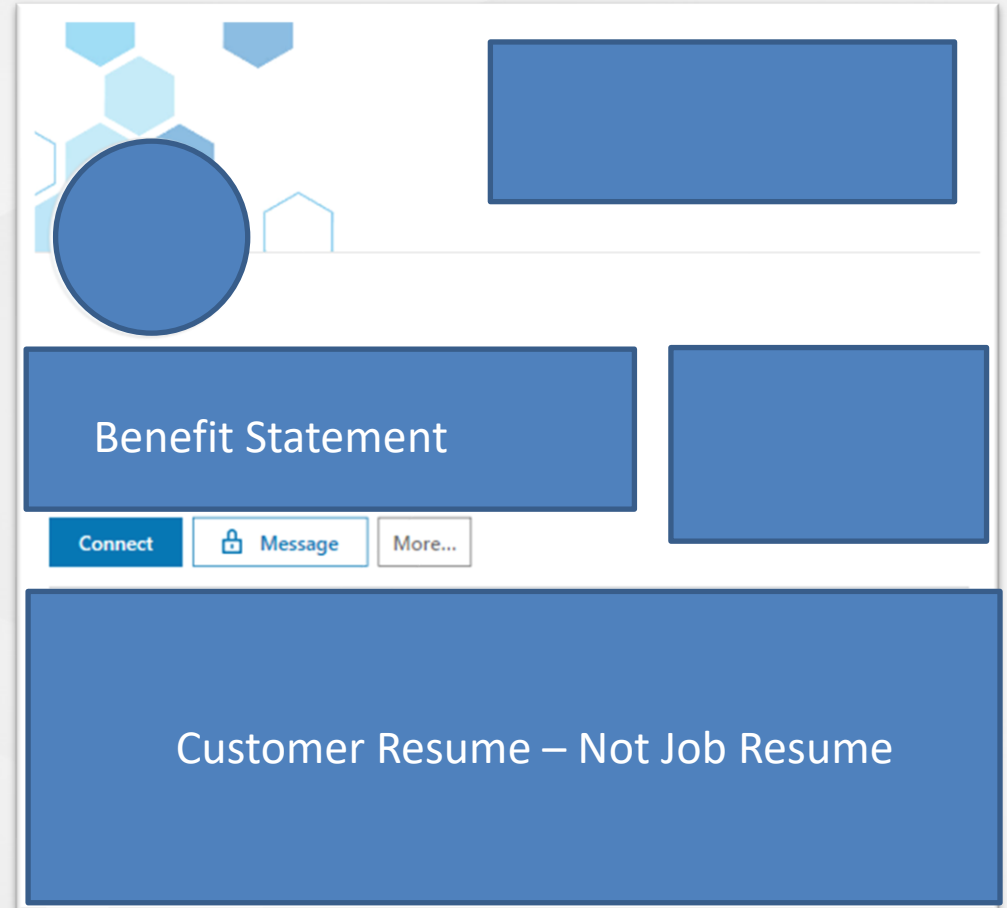 Benefit Statement
Connect
Message
More...
Customer Resume – Not Job Resume